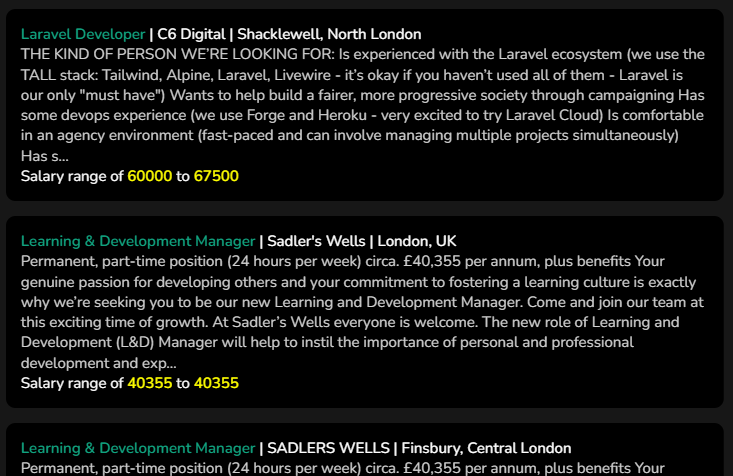 Laravel Developer | C6 Digital | Shacklewell, North London
THE KIND OF PERSON WE’RE LOOKING FOR: Is experienced with the Laravel ecosystem (we use the
TALL stack: Tailwind, Alpine, Laravel, Livewire - it’s okay if you haven’t used all of them - Laravel is
our only "must have") Wants to help build a fairer, more progressive society through campaigning Has
some devops experience (we use Forge and Heroku - very excited to try Laravel Cloud) Is comfortable
in an agency environment (fast-paced and can involve managing multiple projects simultaneously)
Has s...
Salary range of 60000 to 67500
Learning & Development Manager | Sadler's Wells | London, UK
Permanent, part-time position (24 hours per week) circa. £40,355 per annum, plus benefits Your
genuine passion for developing others and your commitment to fostering a learning culture is exactly
why we’re seeking you to be our new Learning and Development Manager. Come and join our team at
this exciting time of growth. At Sadler’s Wells everyone is welcome. The new role of Learning and
Development (L&D) Manager will help to instil the importance of personal and professional
development and exp...
Salary range of 40355 to 40355
Learning & Development Manager | SADLERS WELLS | Finsbury, Central London
Permanent, part-time position (24 hours per week) circa. £40,355 per annum, plus benefits Your